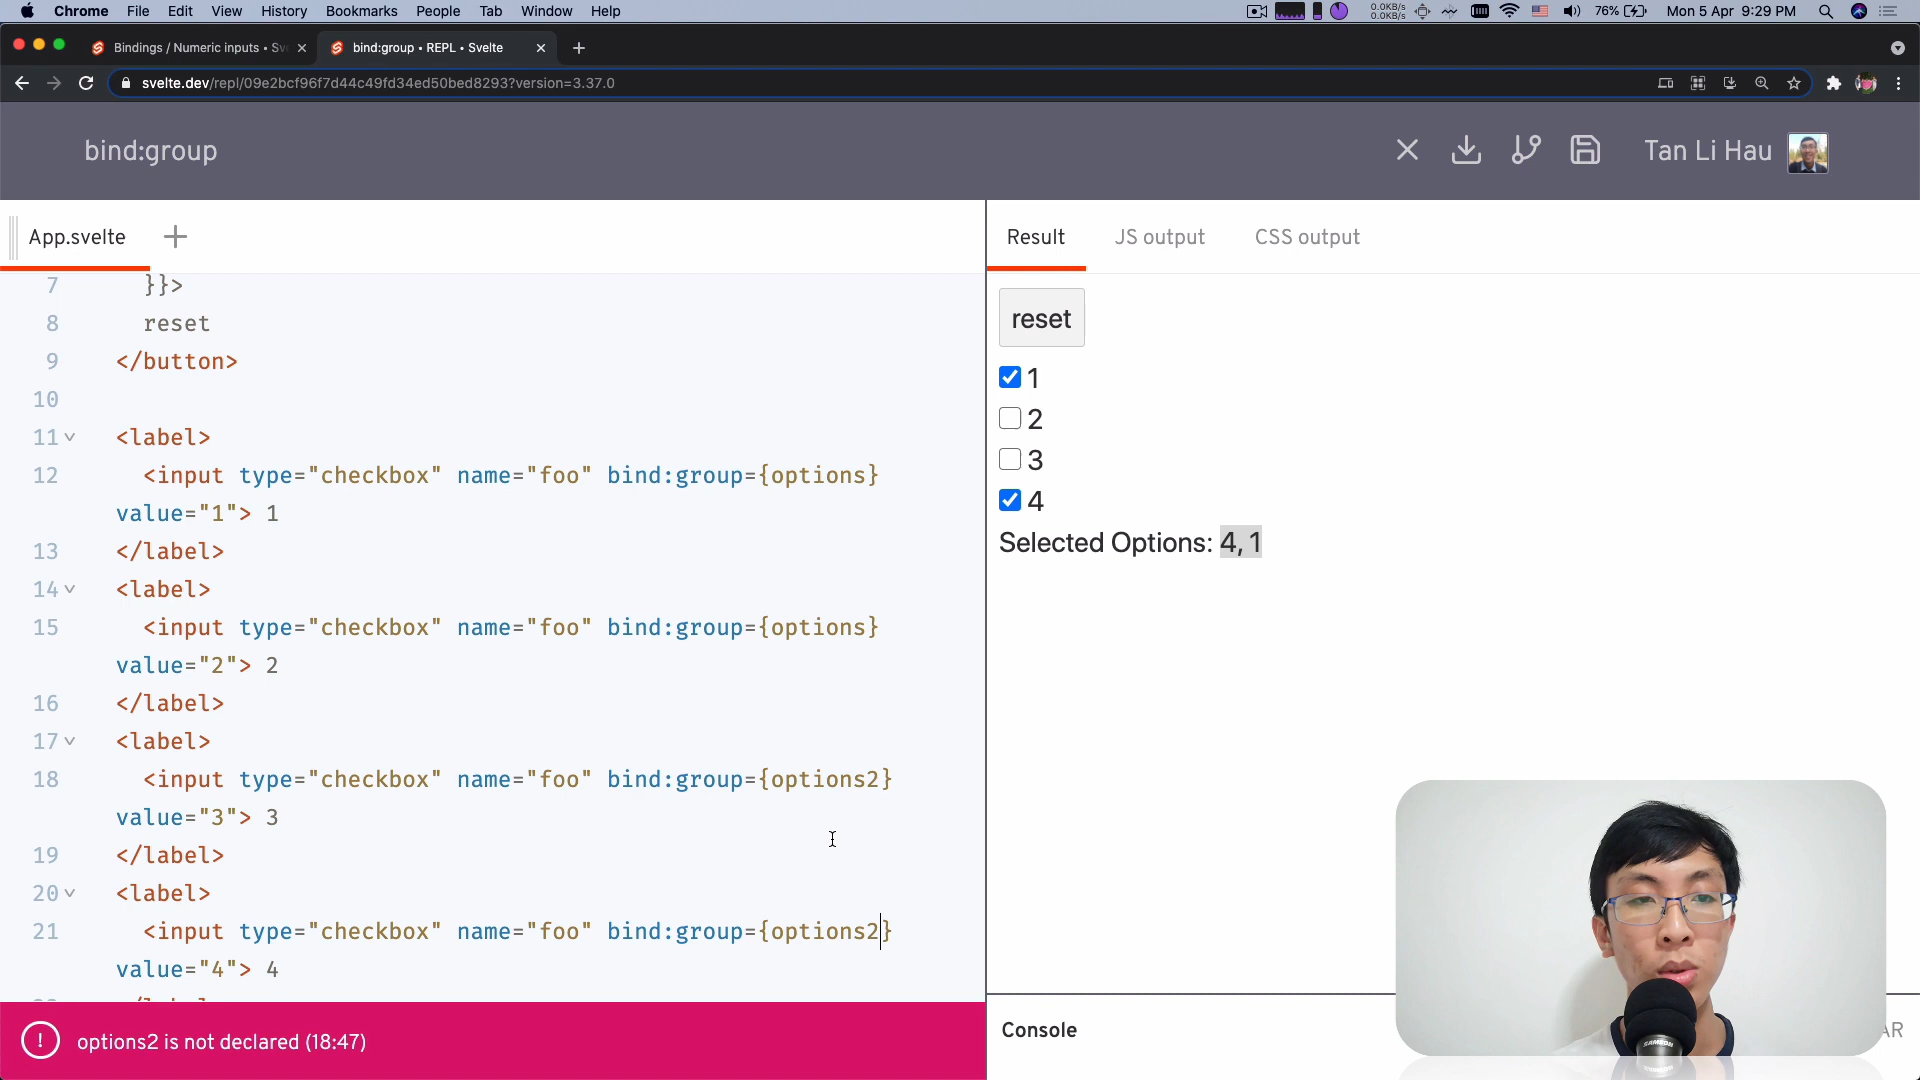 Chrome File Edit View History Bookmarks People Tab Window Help 0.0KB/s 0.0KB/s 76% Mon 5 Apr 9:29 PM
Bindings / Numeric inputs • Sv bind:group • REPL • Svelte
svelte.dev/repl/09e2bcf96f7d44c49fd34ed50bed8293?version=3.37.0
bind:group Tan Li Hau
App.svelte
7 }}>
8 reset
9 </button>
10
11 <label>
12 <input type="checkbox" name="foo" bind:group={options}
value="1"> 1
13 </label>
14 <label>
15 <input type="checkbox" name="foo" bind:group={options}
value="2"> 2
16 </label>
17 <label>
18 <input type="checkbox" name="foo" bind:group={options2}
value="3"> 3
19 </label>
20 <label>
21 <input type="checkbox" name="foo" bind:group={options2}
value="4"> 4
! options2 is not declared (18:47)
Result JS output CSS output
reset
1
2
3
4
Selected Options: 4,1
Console AR
SAMSON